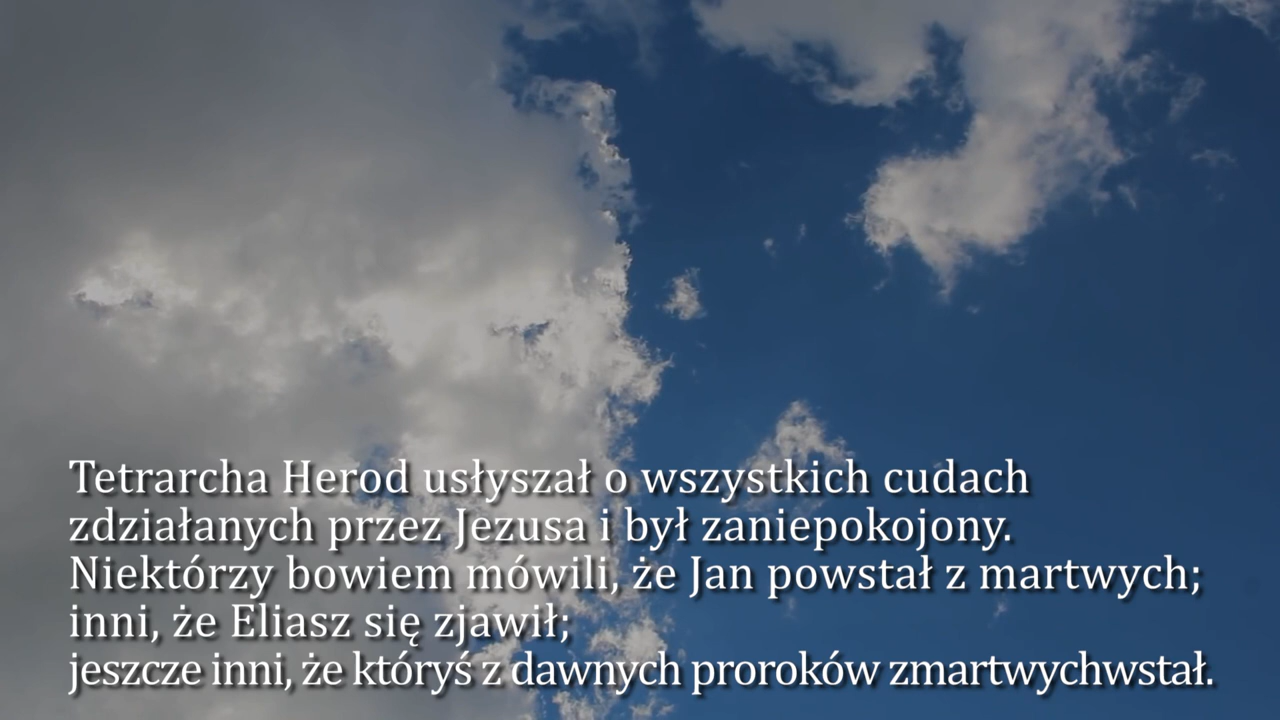 Tetrarcha Herod usłyszał o wszystkich cudach
zdziałanych przez Jezusa i był zaniepokojony.
Niektórzy bowiem mówili, że Jan powstał z martwych;
inni, że Eliasz się zjawił;
jeszcze inni, że któryś z dawnych proroków zmartwychwstał.